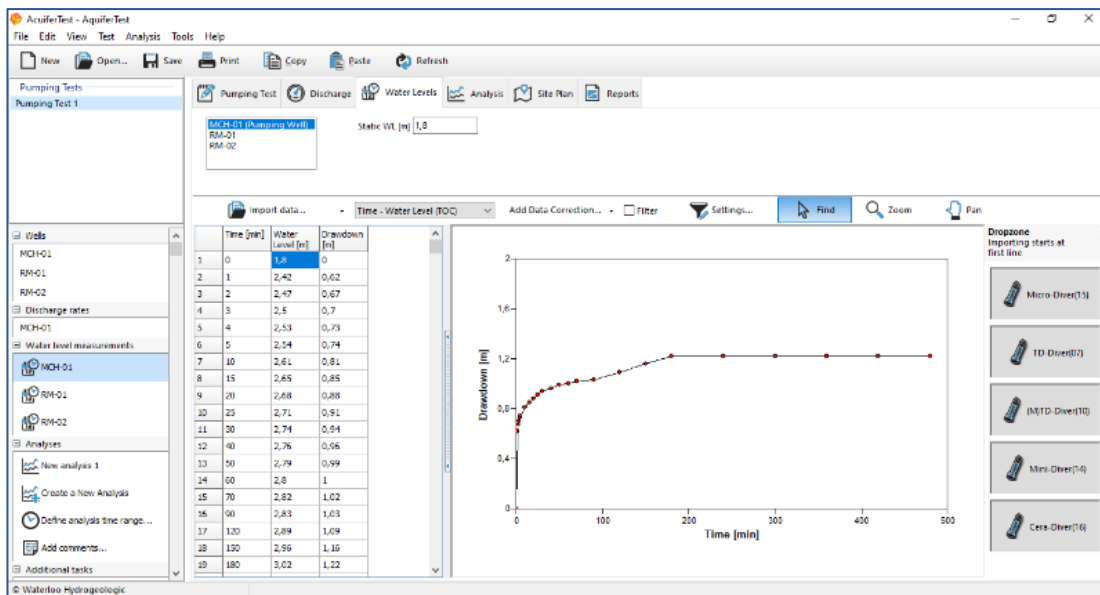 AcuiferTest - AquiferTest
File Edit View Test Analysis Tools Help
New Open... Save Print Copy Paste Refresh
Pumping Tests
Pumping Test 1
Pumping Test Discharge Water Levels Analysis Site Plan Reports
MCH-01 (Pumping Well)
RM-01
RM-02
Static WL [m] 1,8
Import data... Time - Water Level (TOC) Add Data Correction... Filter Settings... Find Zoom Pan
Wells
MCH-01
RM-01
RM-02
Discharge rates
MCH-01
Water level measurements
MCH-01
RM-01
RM-02
Analyses
New analysis 1
Create a New Analysis
Define analysis time range...
Add comments...
Additional tasks
Time [min] Water Level [m] Drawdown [m]
1 0 1,8 0
2 1 2,42 0,62
3 2 2,47 0,67
4 3 2,5 0,7
5 4 2,53 0,73
6 5 2,54 0,74
7 10 2,61 0,81
8 15 2,65 0,85
9 20 2,68 0,88
10 25 2,71 0,91
11 30 2,74 0,94
12 40 2,76 0,96
13 50 2,79 0,99
14 60 2,8 1
15 70 2,82 1,02
16 90 2,83 1,03
17 120 2,89 1,09
18 150 2,96 1,16
19 180 3,02 1,22
2
1,6
1,2
0,8
0,4
0
Drawdown [m]
0 100 200 300 400 500
Time [min]
Dropzone
Importing starts at
first line
Micro-Diver(15)
TD-Diver(07)
(M)TD-Diver(10)
Mini-Diver(14)
Cera-Diver(16)
© Waterloo Hydrogeologic